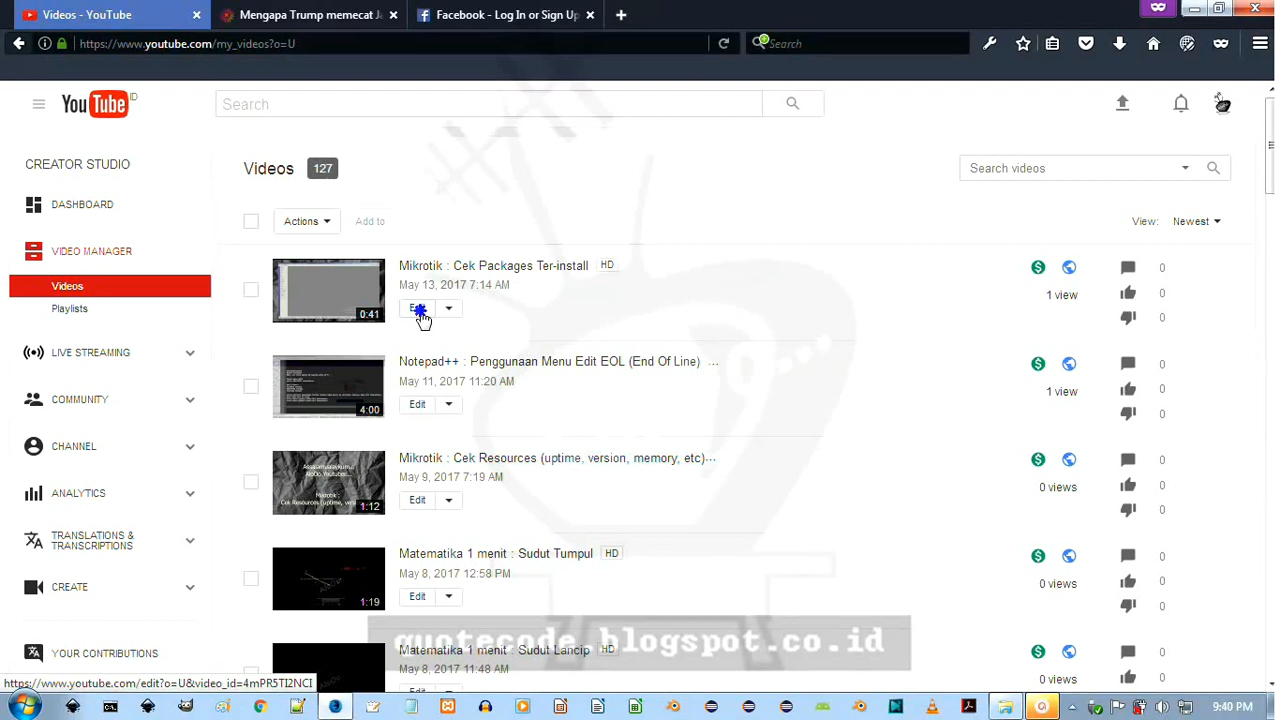 Videos - YouTube
Mengapa Trump memecat J
Facebook - Log In or Sign Up
https://www.youtube.com/my_videos?o=U
Search
YouTube ID
Search
CREATOR STUDIO
DASHBOARD
VIDEO MANAGER
Videos
Playlists
LIVE STREAMING
COMMUNITY
CHANNEL
ANALYTICS
TRANSLATIONS &
TRANSCRIPTIONS
CREATE
YOUR CONTRIBUTIONS
Videos 127
Search videos
Actions
Add to
View: Newest
Mikrotik : Cek Packages Ter-install HD
May 13, 2017 7:14 AM
0:41
1 view
0
0
0
Notepad++ : Penggunaan Menu Edit EOL (End Of Line) ...
May 11, 2017
20 AM
Edit
4:00
1 view
0
0
0
Mikrotik : Cek Resources (uptime, version, memory, etc)...
May 9, 2017 7:19 AM
Edit
Mikrotik :
1:12
0 views
0
0
0
Matematika 1 menit : Sudut Tumpul HD
May 8, 2017 12:58 PM
Edit
1:19
0 views
0
0
0
Matematika 1 menit : Sudut Lancip HD
May 8, 2017 11:48 AM
0 views
0
0
quotecode.blogspot.co.id
https://www.youtube.com/edit?o=U&video_id=4mPR5TI2NCI
9:40 PM